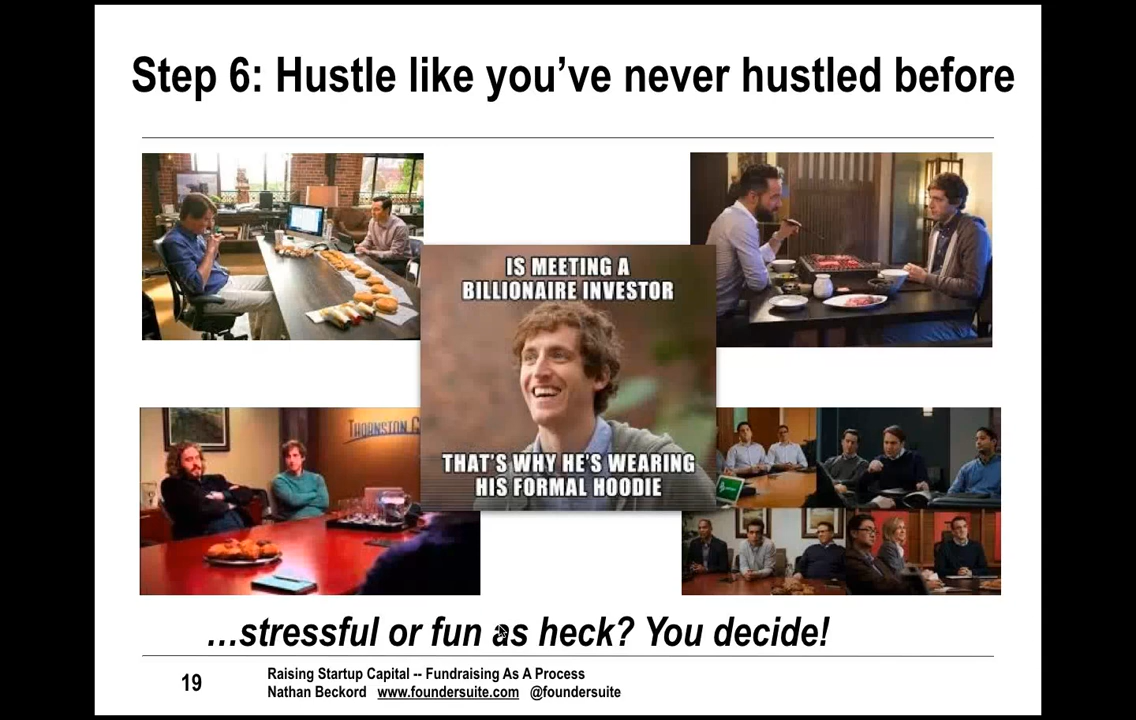 Step 6: Hustle like you've never hustled before
IS MEETING A
BILLIONAIRE INVESTOR
THORNSTON
THAT'S WHY HE'S WEARING
HIS FORMAL HOODIE
...stressful or fun as heck? You decide!
19
Raising Startup Capital -- Fundraising As A Process
Nathan Beckord www.foundersuite.com @foundersuite